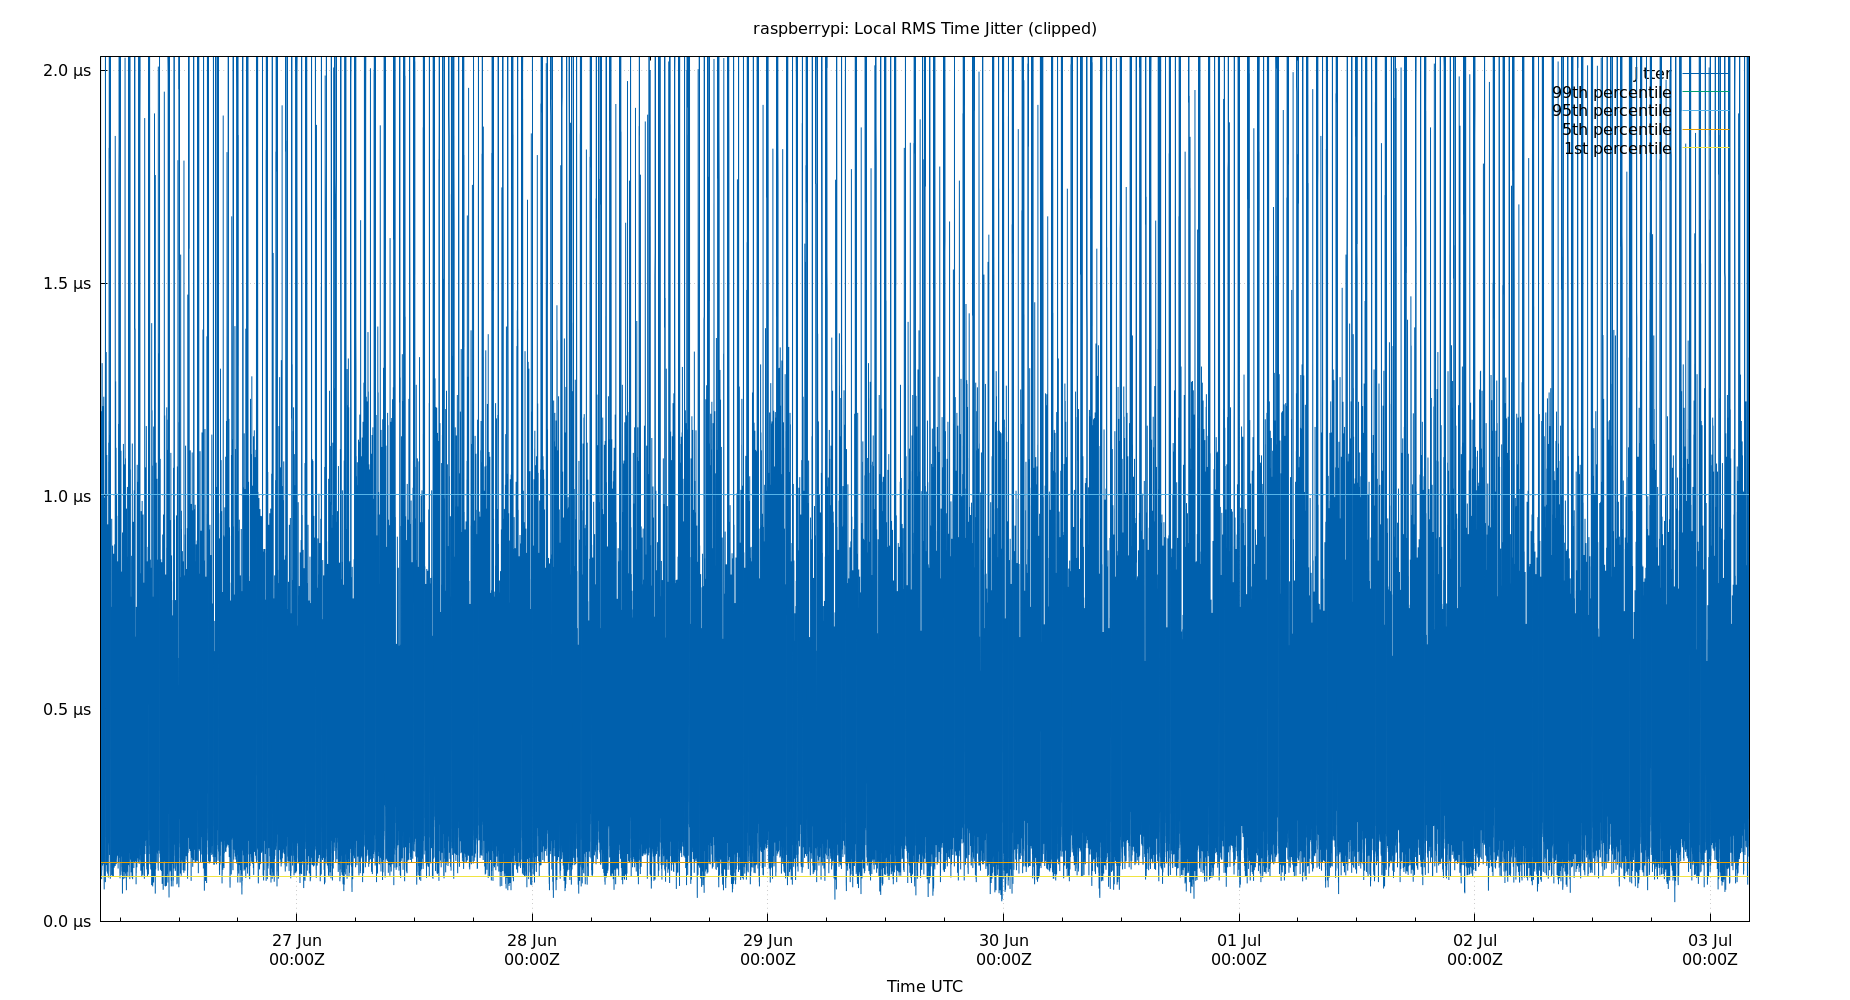 raspberrypi: Local RMS Time Jitter (clipped)
2.0 µs
jitter
99th percentile
95th percentile
5th percentile
1st percentile
1.5 µs
1.0 µs
0.5 µs
0.0 µs
27 Jun
00:00Z
28 Jun
00:00Z
29 Jun
00:00Z
30 Jun
00:00Z
01 Jul
00:00Z
02 Jul
00:00Z
03 Jul
00:00Z
Time UTC